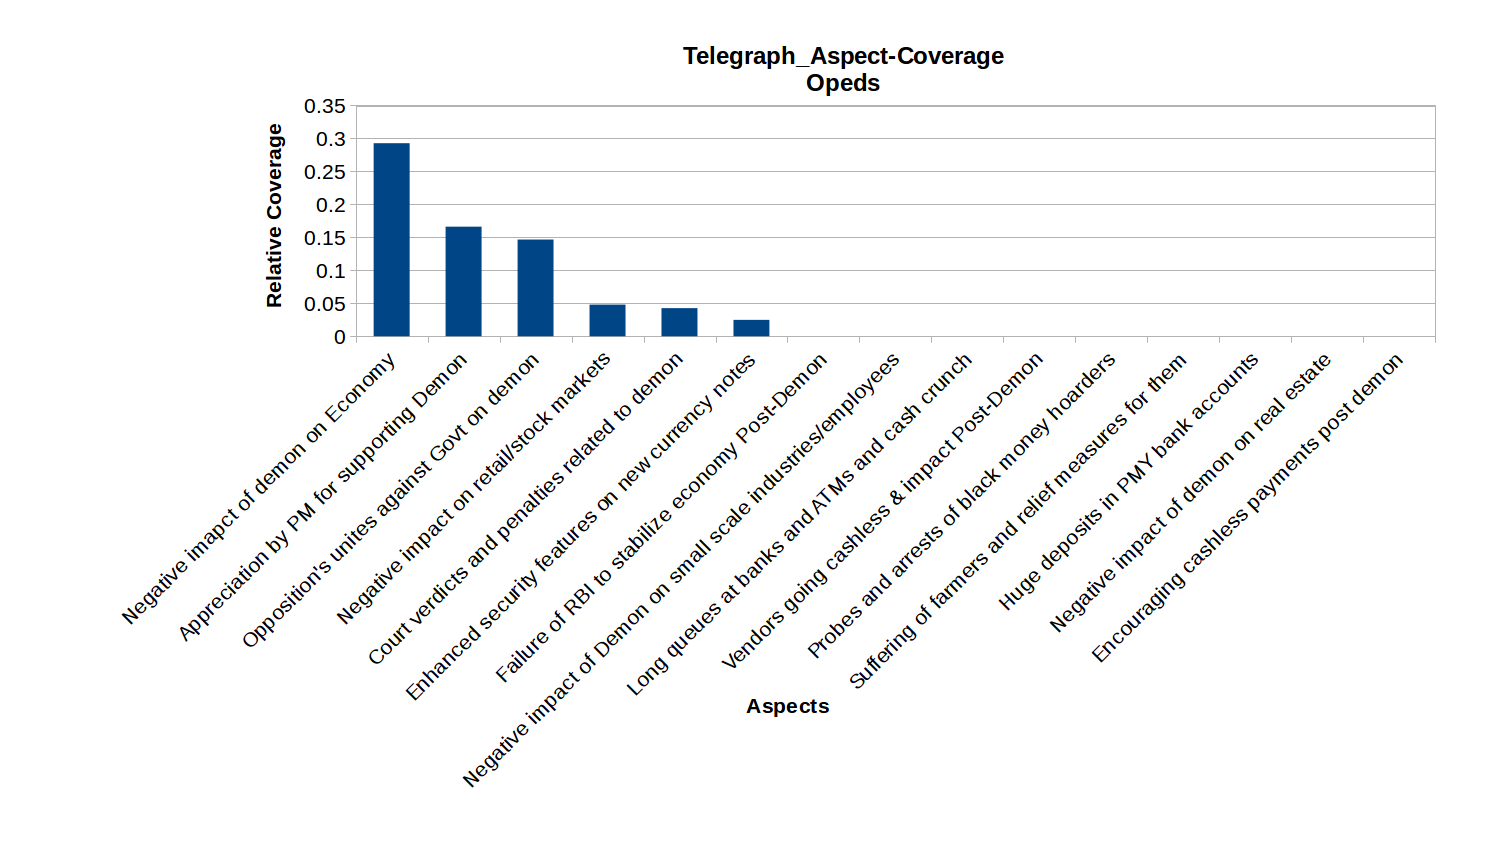 Telegraph_Aspect-Coverage
Opeds
Relative Coverage
0.35
0.3
0.25
0.2
0.15
0.1
0.05
0
Negative imapct of demon on Economy
Appreciation by PM for supporting Demon
Opposition's unites against Govt on demon
Negative impact on retail/stock markets
Court verdicts and penalties related to demon
Enhanced security features on new currency notes
Failure of RBI to stabilize economy Post-Demon
Negative impact of Demon on small scale industries/employees
Long queues at banks and ATMs and cash crunch
Vendors going cashless & impact Post-Demon
Probes and arrests of black money hoarders
Suffering of farmers and relief measures for them
Huge deposits in PMY bank accounts
Negative impact of demon on real estate
Encouraging cashless payments post demon
Aspects